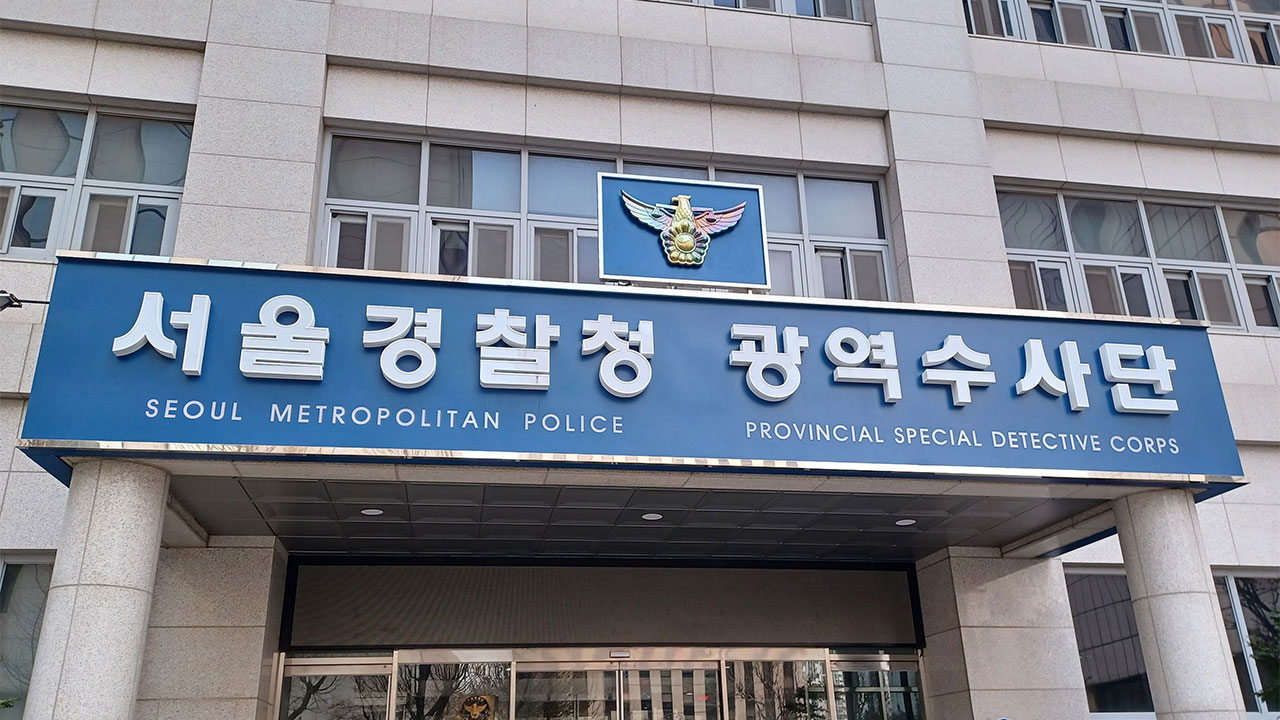 서울경찰청 광역수사단
SEOUL METROPOLITAN POLICE PROVINCIAL SPECIAL DETECTIVE CORPS